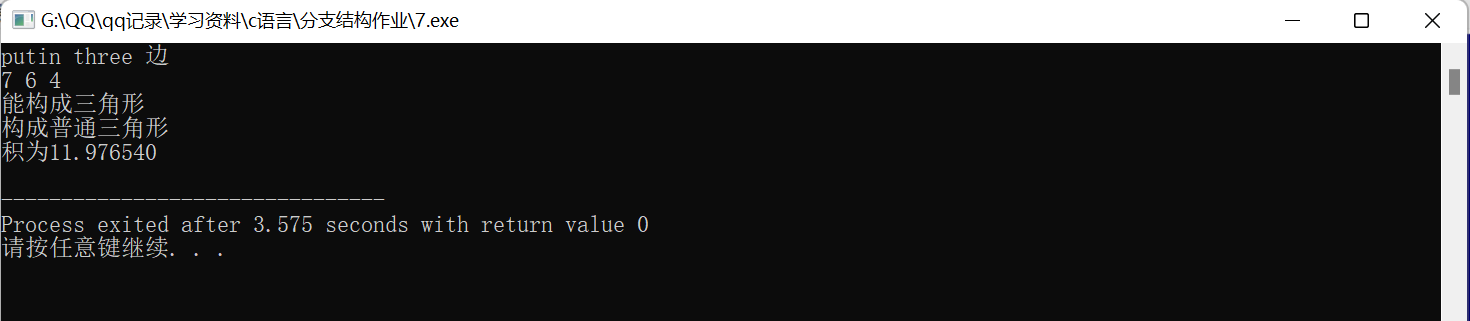 G:\QQ\qq记录\学习资料\c语言\分支结构作业\7.exe
putin three 边
7 6 4
能构成三角形
构成普通三角形
积为11.976540
--------------------------------
Process exited after 3.575 seconds with return value 0
请按任意键继续. . .